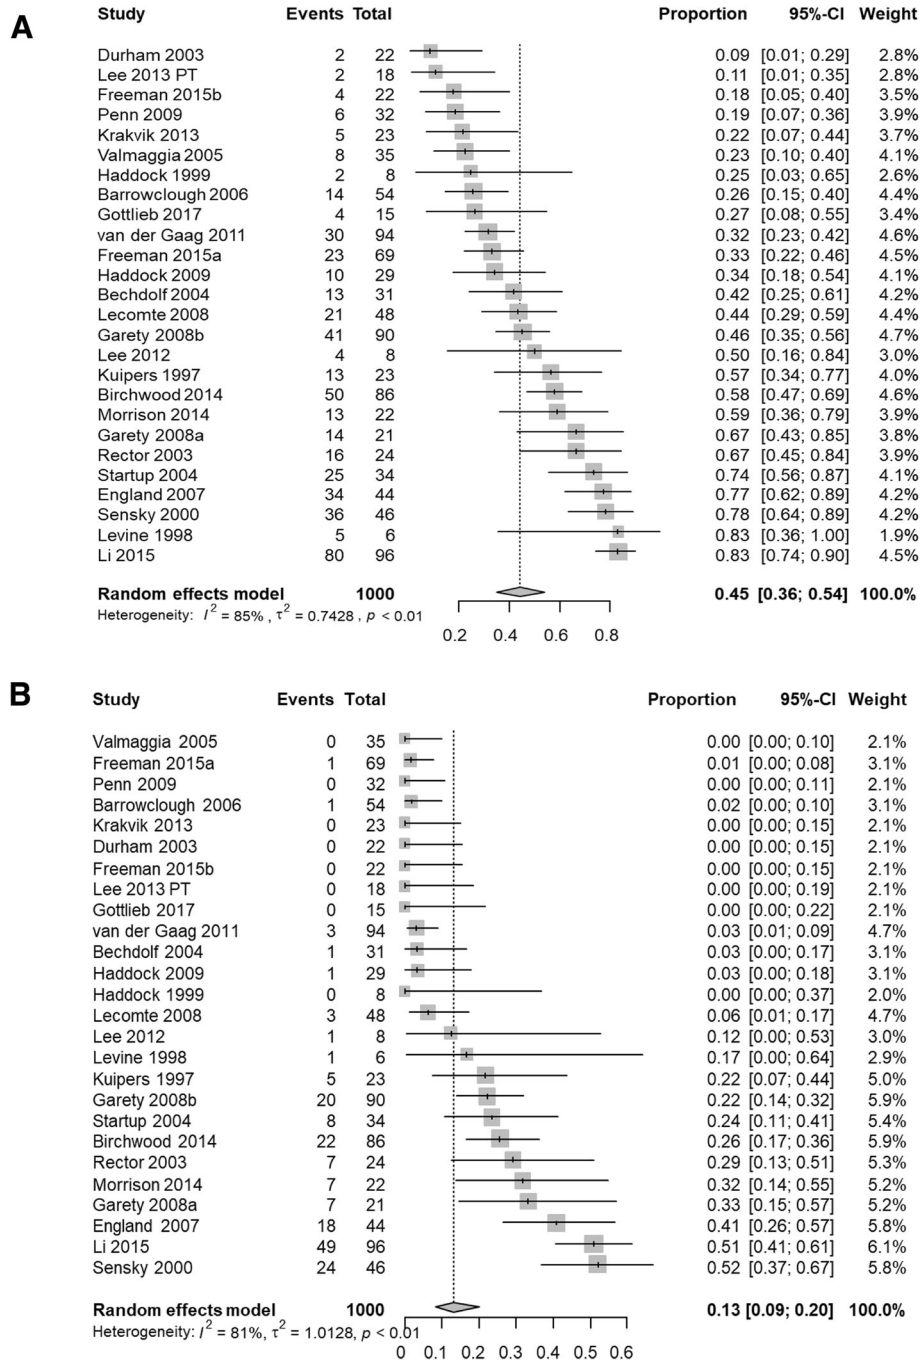 A
Study Events Total Proportion 95%-CI Weight
Durham 2003 2 22 0.09 [0.01; 0.29] 2.8%
Lee 2013 PT 2 18 0.11 [0.01; 0.35] 2.8%
Freeman 2015b 4 22 0.18 [0.05; 0.40] 3.5%
Penn 2009 6 32 0.19 [0.07; 0.36] 3.9%
Krakvik 2013 5 23 0.22 [0.07; 0.44] 3.7%
Valmaggia 2005 8 35 0.23 [0.10; 0.40] 4.1%
Haddock 1999 2 8 0.25 [0.03; 0.65] 2.6%
Barrowclough 2006 14 54 0.26 [0.15; 0.40] 4.4%
Gottlieb 2017 4 15 0.27 [0.08; 0.55] 3.4%
van der Gaag 2011 30 94 0.32 [0.23; 0.42] 4.6%
Freeman 2015a 23 69 0.33 [0.22; 0.46] 4.5%
Haddock 2009 10 29 0.34 [0.18; 0.54] 3.9%
Bechdolf 2004 13 31 0.42 [0.25; 0.61] 4.2%
Lecomte 2008 21 48 0.44 [0.29; 0.59] 4.4%
Garety 2008b 41 90 0.46 [0.35; 0.56] 4.7%
Lee 2012 4 8 0.50 [0.16; 0.84] 3.0%
Kuipers 1997 13 23 0.57 [0.34; 0.77] 4.0%
Birchwood 2014 50 86 0.58 [0.47; 0.69] 4.6%
Morrison 2014 13 22 0.59 [0.36; 0.79] 3.9%
Garety 2008a 14 21 0.67 [0.43; 0.85] 3.8%
Rector 2003 16 24 0.67 [0.45; 0.84] 3.9%
Startup 2004 25 34 0.74 [0.56; 0.87] 4.1%
England 2007 34 44 0.77 [0.62; 0.89] 4.2%
Sensky 2000 36 46 0.78 [0.64; 0.89] 4.2%
Levine 1998 5 6 0.83 [0.36; 1.00] 1.9%
Li 2015 80 96 0.83 [0.74; 0.90] 4.5%
Random effects model 1000 0.45 [0.36; 0.54] 100.0%
Heterogeneity: I² = 85%, τ² = 0.7428, p < 0.01
0.2 0.4 0.6 0.8
B
Study Events Total Proportion 95%-CI Weight
Valmaggia 2005 0 35 0.00 [0.00; 0.10] 2.1%
Freeman 2015a 1 69 0.01 [0.00; 0.08] 3.1%
Penn 2009 0 32 0.00 [0.00; 0.11] 2.1%
Barrowclough 2006 1 54 0.02 [0.00; 0.10] 3.1%
Krakvik 2013 0 23 0.00 [0.00; 0.15] 2.1%
Durham 2003 0 22 0.00 [0.00; 0.15] 2.1%
Freeman 2015b 0 22 0.00 [0.00; 0.15] 2.1%
Lee 2013 PT 0 18 0.00 [0.00; 0.19] 2.1%
Gottlieb 2017 0 15 0.00 [0.00; 0.22] 2.1%
van der Gaag 2011 3 94 0.03 [0.01; 0.09] 4.7%
Bechdolf 2004 1 31 0.03 [0.00; 0.17] 3.1%
Haddock 2009 1 29 0.03 [0.00; 0.18] 3.1%
Haddock 1999 0 8 0.00 [0.00; 0.37] 2.0%
Lecomte 2008 3 48 0.06 [0.01; 0.17] 4.7%
Lee 2012 1 8 0.12 [0.00; 0.53] 3.0%
Levine 1998 1 6 0.17 [0.00; 0.64] 2.9%
Kuipers 1997 5 23 0.22 [0.07; 0.44] 5.0%
Garety 2008b 20 90 0.22 [0.14; 0.32] 5.9%
Startup 2004 8 34 0.24 [0.11; 0.41] 5.4%
Birchwood 2014 22 86 0.26 [0.17; 0.36] 5.9%
Rector 2003 7 24 0.29 [0.13; 0.51] 5.3%
Morrison 2014 7 22 0.32 [0.14; 0.55] 5.2%
Garety 2008a 7 21 0.33 [0.15; 0.57] 5.2%
England 2007 18 44 0.41 [0.26; 0.57] 5.8%
Li 2015 49 96 0.51 [0.41; 0.61] 6.1%
Sensky 2000 24 46 0.52 [0.37; 0.67] 5.8%
Random effects model 1000 0.13 [0.09; 0.20] 100.0%
Heterogeneity: I² = 81%, τ² = 1.0128, p < 0.01
0 0.1 0.2 0.3 0.4 0.5 0.6